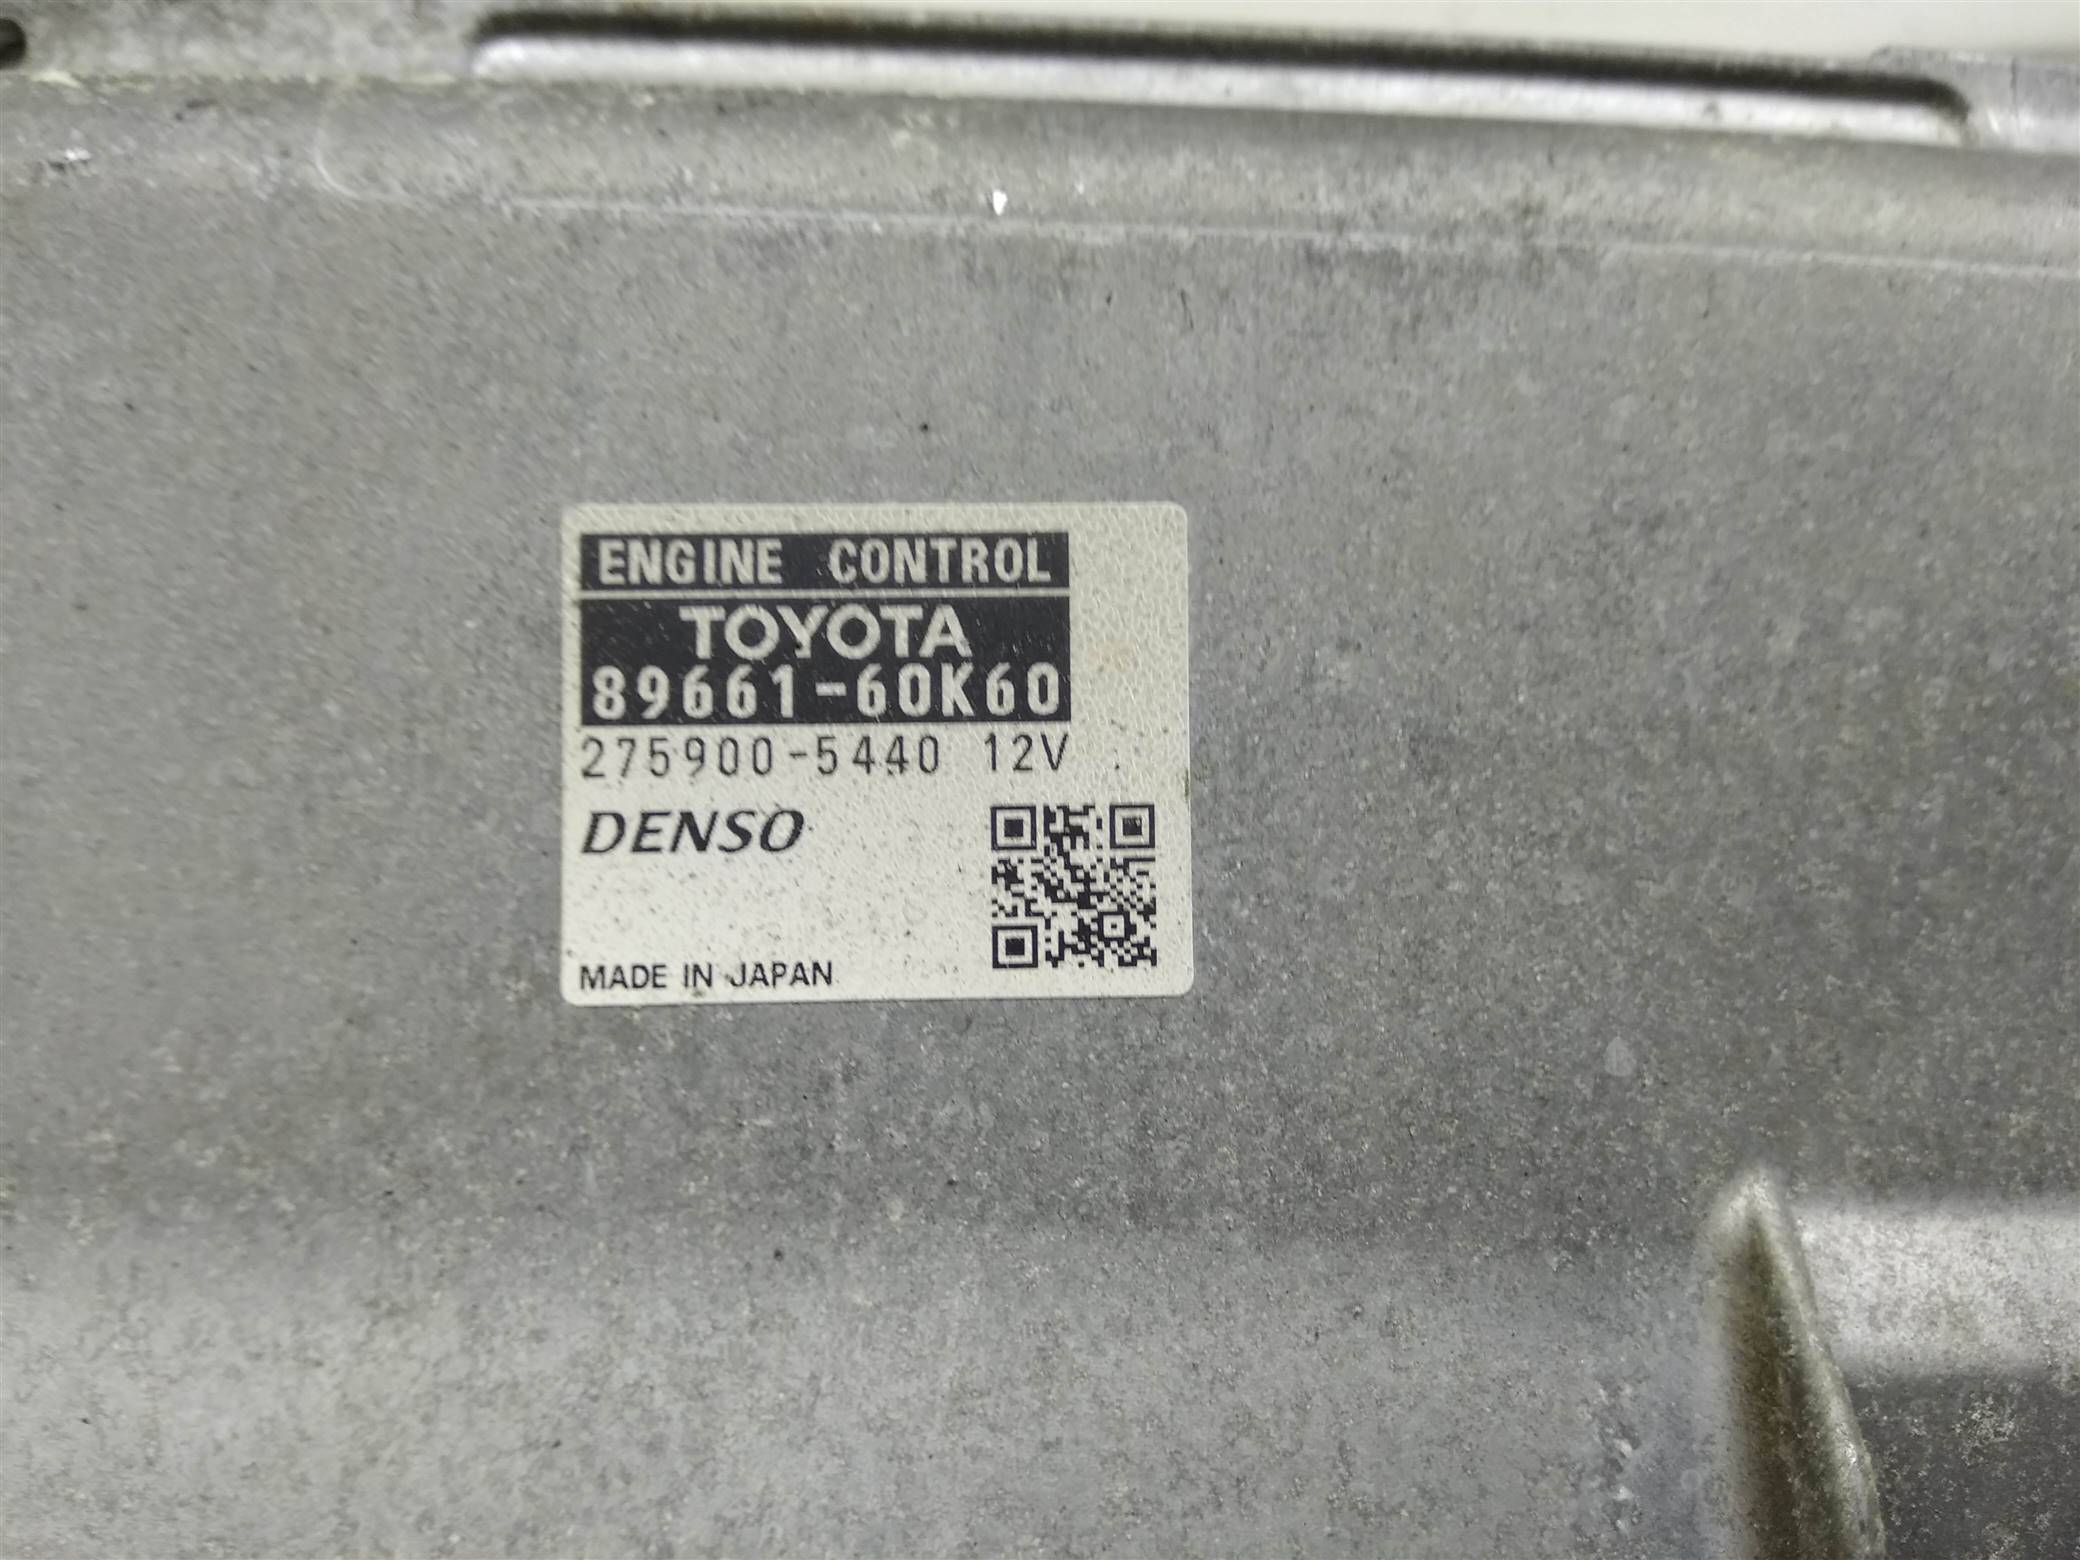 ENGINE CONTROL
TOYOTA
89661-60K60
275900-5440 12V
DENSO
MADE IN JAPAN